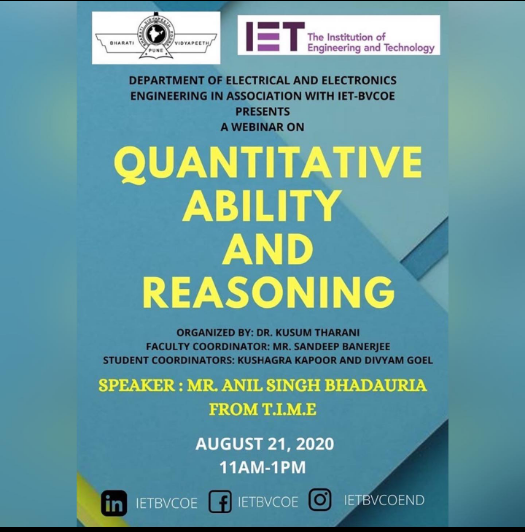 BHARATI VIDYAPEETH
PUNE
IET The Institution of
Engineering and Technology
DEPARTMENT OF ELECTRICAL AND ELECTRONICS
ENGINEERING IN ASSOCIATION WITH IET-BVCOE
PRESENTS
A WEBINAR ON
QUANTITATIVE
ABILITY
AND
REASONING
ORGANIZED BY: DR. KUSUM THARANI
FACULTY COORDINATOR: MR. SANDEEP BANERJEE
STUDENT COORDINATORS: KUSHAGRA KAPOOR AND DIVYAM GOEL
SPEAKER : MR. ANIL SINGH BHADAURIA
FROM T.I.M.E
AUGUST 21, 2020
11AM-1PM
in IETBVCOE f IETBVCOE IETBVCOEND